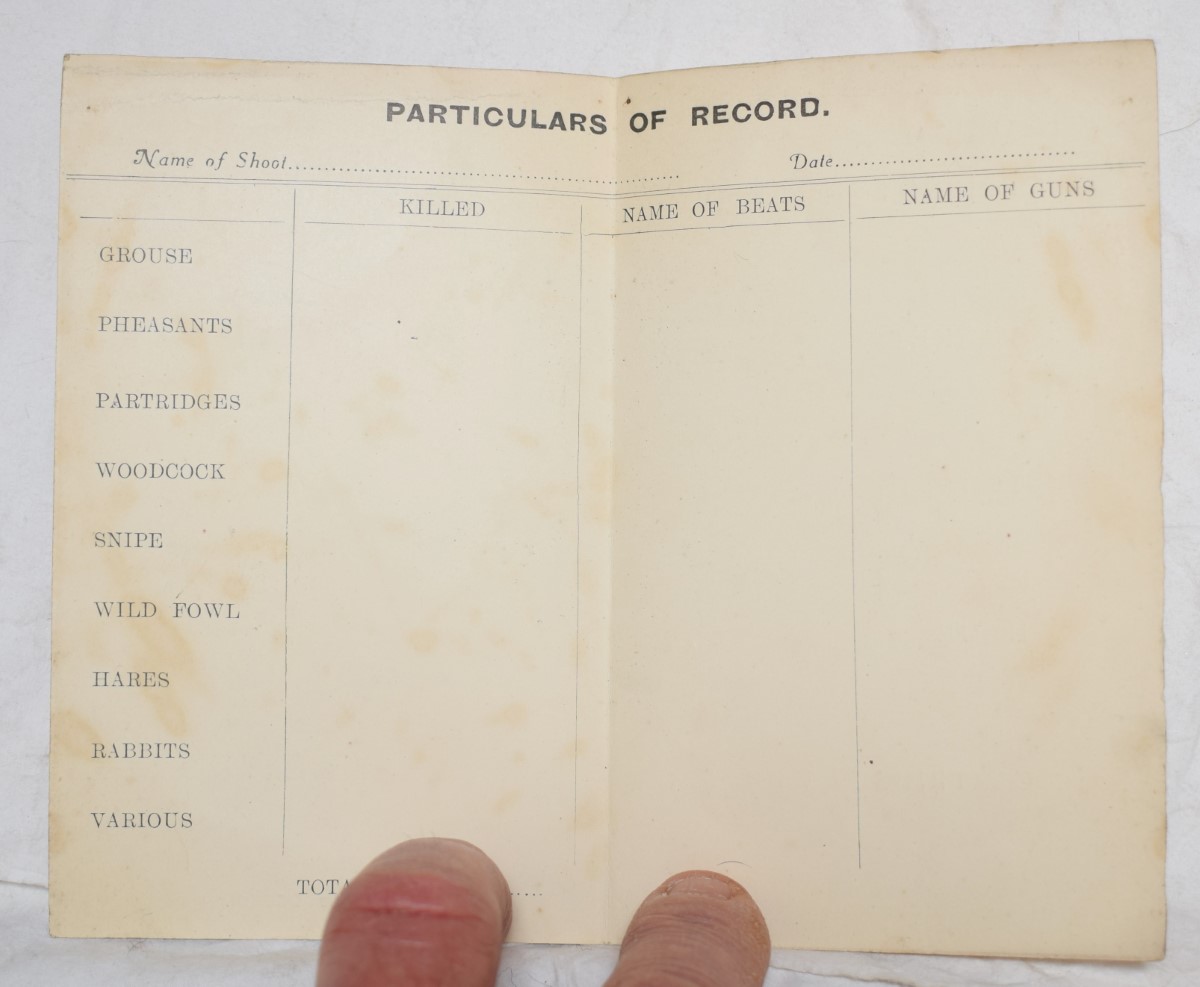 PARTICULARS OF RECORD.
Name of Shoot.......................................................... Date..................................
KILLED NAME OF BEATS NAME OF GUNS
GROUSE
PHEASANTS
PARTRIDGES
WOODCOCK
SNIPE
WILD FOWL
HARES
RABBITS
VARIOUS